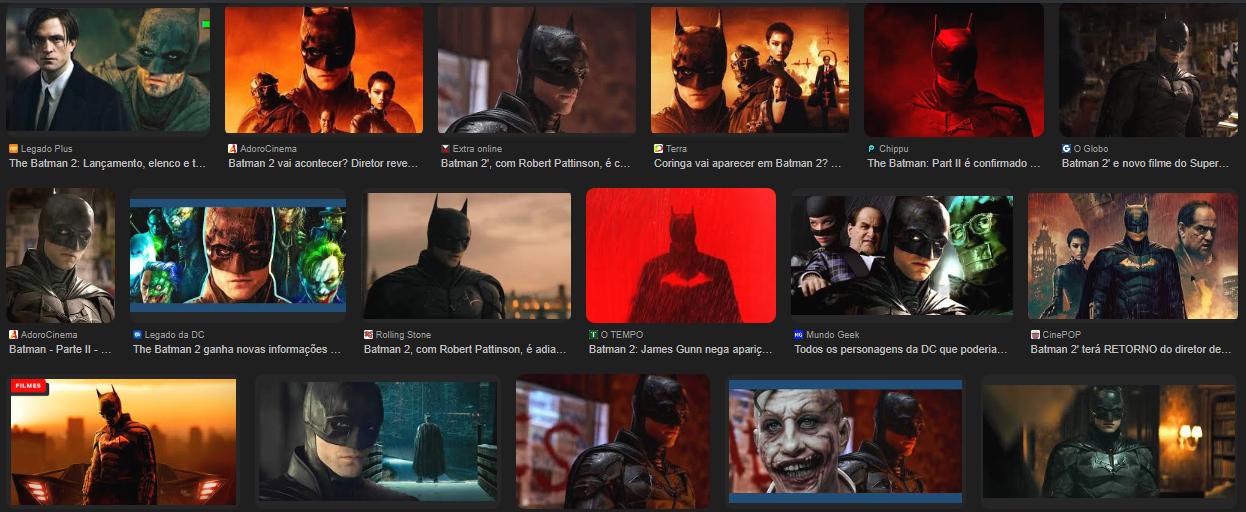 Legado Plus
The Batman 2: Lançamento, elenco e t...
AdoroCinema
Batman 2 vai acontecer? Diretor reve...
Extra online
Batman 2', com Robert Pattinson, é c...
Terra
Coringa vai aparecer em Batman 2? ...
Chippu
The Batman: Part II é confirmado ...
O Globo
Batman 2' e novo filme do Super...
AdoroCinema
Batman - Parte II - ...
Legado da DC
The Batman 2 ganha novas informações ...
Rolling Stone
Batman 2, com Robert Pattinson, é adia...
O TEMPO
Batman 2: James Gunn nega apariç...
Mundo Geek
Todos os personagens da DC que poderia...
CinePOP
Batman 2' terá RETORNO do diretor de...
FILMES